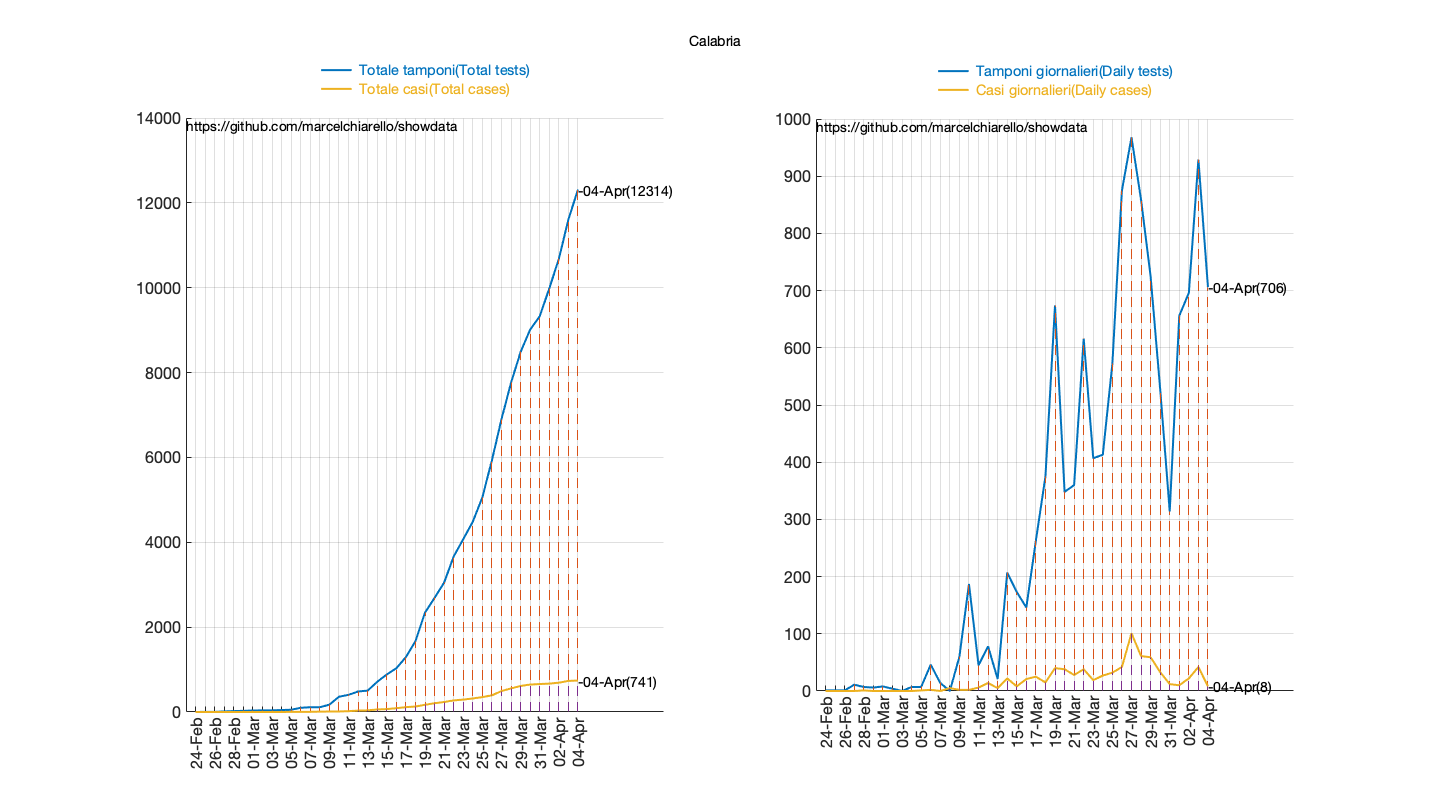 Calabria
Totale tamponi(Total tests)
Totale casi(Total cases)
14000
https://github.com/marcelchiarello/showdata
12000
10000
8000
6000
4000
2000
0
-04-Apr(12314)
-04-Apr(741)
24-Feb
26-Feb
28-Feb
01-Mar
03-Mar
05-Mar
07-Mar
09-Mar
11-Mar
13-Mar
15-Mar
17-Mar
19-Mar
21-Mar
23-Mar
25-Mar
27-Mar
29-Mar
31-Mar
02-Apr
04-Apr
Tamponi giornalieri(Daily tests)
Casi giornalieri(Daily cases)
1000
https://github.com/marcelchiarello/showdata
900
800
700
600
500
400
300
200
100
0
-04-Apr(706)
-04-Apr(8)
24-Feb
26-Feb
28-Feb
01-Mar
03-Mar
05-Mar
07-Mar
09-Mar
11-Mar
13-Mar
15-Mar
17-Mar
19-Mar
21-Mar
23-Mar
25-Mar
27-Mar
29-Mar
31-Mar
02-Apr
04-Apr